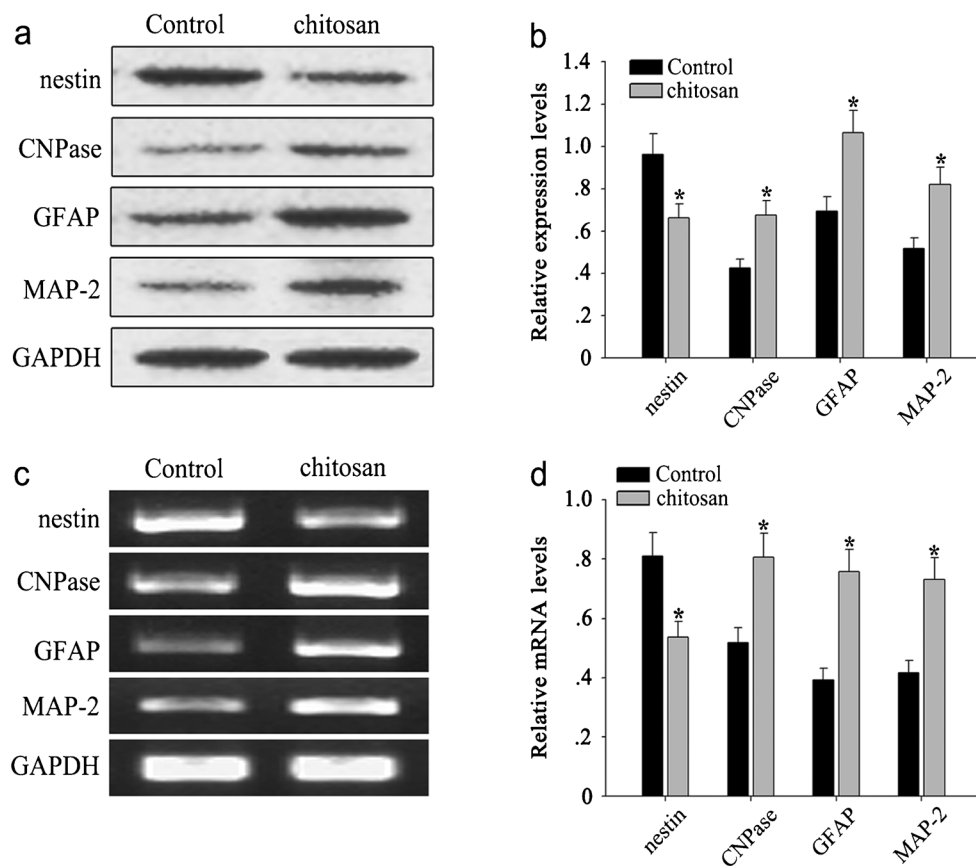 a
Control chitosan
nestin
CNPase
GFAP
MAP-2
GAPDH
b
Control
chitosan
Relative expression levels
1.4
1.2
1.0
.8
.6
.4
.2
0
* * * *
nestin CNPase GFAP MAP-2
c
Control chitosan
nestin
CNPase
GFAP
MAP-2
GAPDH
d
Control
chitosan
Relative mRNA levels
1.0
.8
.6
.4
.2
0
* * * *
nestin CNPase GFAP MAP-2